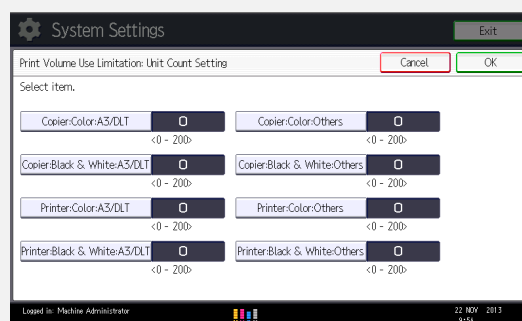 System Settings
Exit
Print Volume Use Limitation: Unit Count Setting
Cancel
OK
Select item.
Copier:Color:A3/DLT 0 Copier:Color:Others 0
<0 - 200> <0 - 200>
Copier:Black & White:A3/DLT 0 Copier:Black & White:Others 0
<0 - 200> <0 - 200>
Printer:Color:A3/DLT 0 Printer:Color:Others 0
<0 - 200> <0 - 200>
Printer:Black & White:A3/DLT 0 Printer:Black & White:Others 0
<0 - 200> <0 - 200>
Logged in: Machine Administrator
22 NOV 2013
9:54